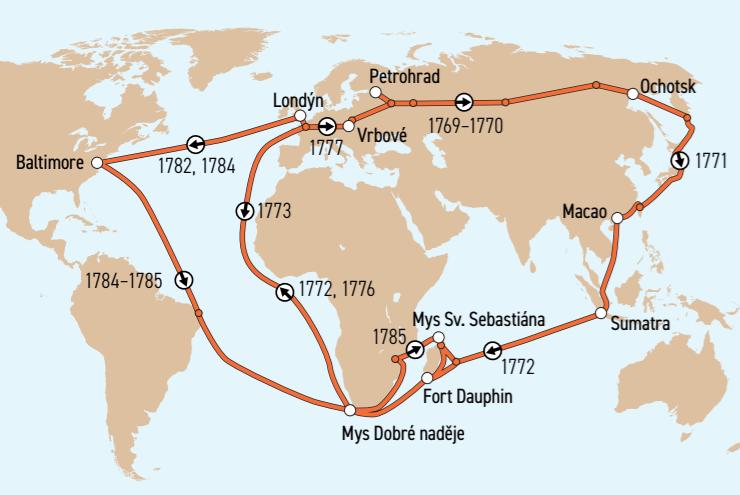 Petrohrad
Ochotsk
Londýn
1769–1770
Vrbové
1777
Baltimore
1782, 1784
1771
1773
Macao
1784–1785
1772, 1776
Mys Sv. Sebastiána
1785
Sumatra
1772
Fort Dauphin
Mys Dobré naděje